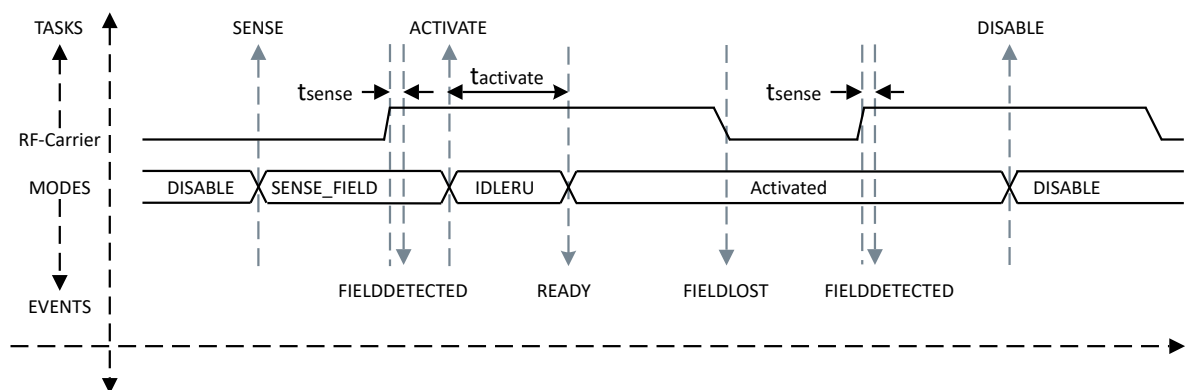 TASKS
SENSE
ACTIVATE
DISABLE
tsense
tactivate
tsense
RF-Carrier
MODES
DISABLE
SENSE_FIELD
IDLERU
Activated
DISABLE
FIELDDETECTED
READY
FIELDLOST
FIELDDETECTED
EVENTS